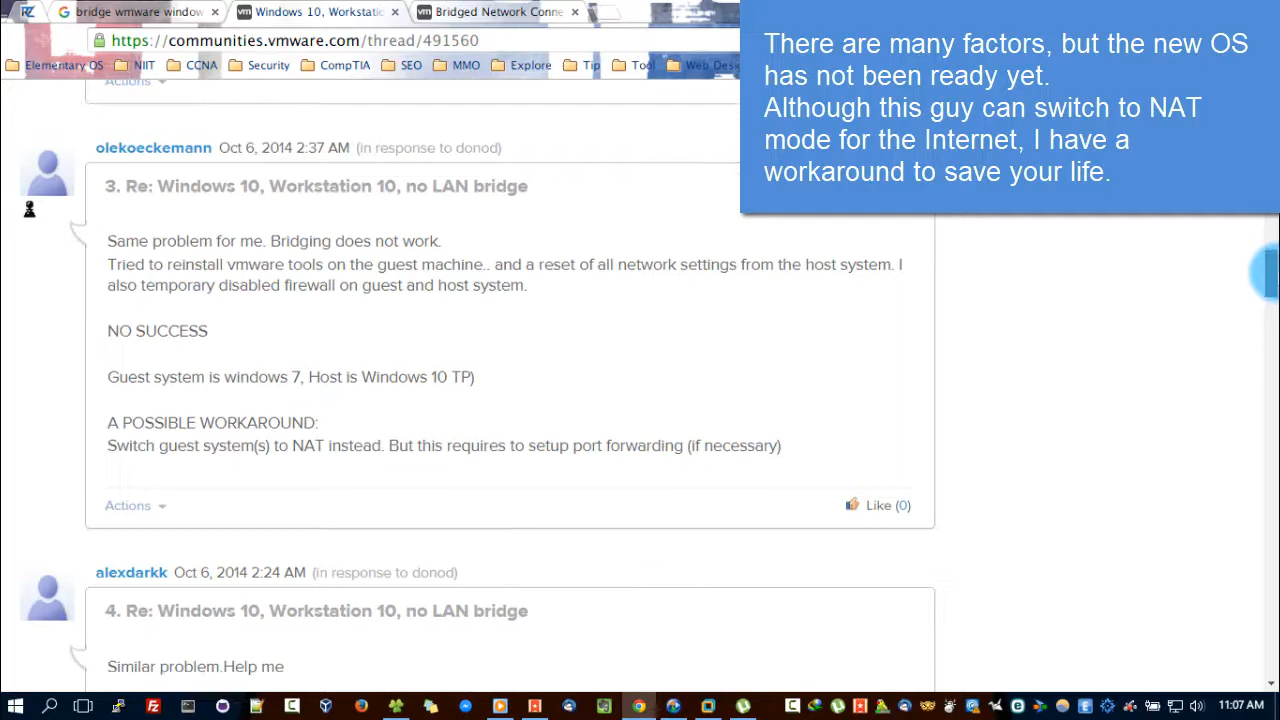 bridge wmware window
Windows 10, Workstati
Bridged Network Conne
https://communities.vmware.com/thread/491560
Elementary OS
NIIT
CCNA
Security
CompTIA
SEO
MMO
Explore
Tip
Tool
Web Desi
There are many factors, but the new OS
has not been ready yet.
Although this guy can switch to NAT
mode for the Internet, I have a
workaround to save your life.
Actions
olekoeckemann Oct 6, 2014 2:37 AM (in response to donod)
3. Re: Windows 10, Workstation 10, no LAN bridge
Same problem for me. Bridging does not work.
Tried to reinstall vmware tools on the guest machine.. and a reset of all network settings from the host system. I
also temporary disabled firewall on guest and host system.
NO SUCCESS
Guest system is windows 7, Host is Windows 10 TP)
A POSSIBLE WORKAROUND:
Switch guest system(s) to NAT instead. But this requires to setup port forwarding (if necessary)
Actions
Like (0)
alexdarkk Oct 6, 2014 2:24 AM (in response to donod)
4. Re: Windows 10, Workstation 10, no LAN bridge
Similar problem.Help me
11:07 AM